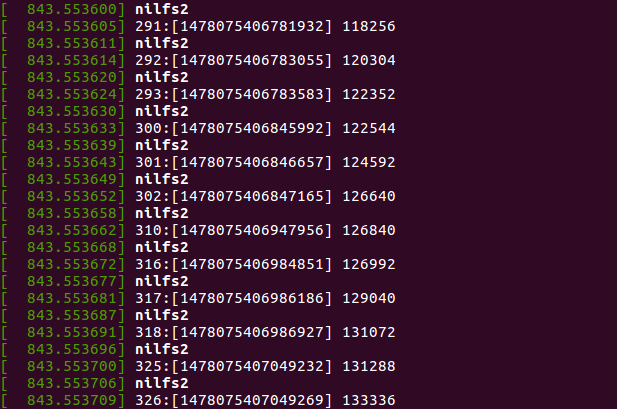 [  843.553600] nilfs2
[  843.553605] 291:[1478075406781932] 118256
[  843.553611] nilfs2
[  843.553614] 292:[1478075406783055] 120304
[  843.553620] nilfs2
[  843.553624] 293:[1478075406783583] 122352
[  843.553630] nilfs2
[  843.553633] 300:[1478075406845992] 122544
[  843.553639] nilfs2
[  843.553643] 301:[1478075406846657] 124592
[  843.553649] nilfs2
[  843.553652] 302:[1478075406847165] 126640
[  843.553658] nilfs2
[  843.553662] 310:[1478075406947956] 126840
[  843.553668] nilfs2
[  843.553672] 316:[1478075406984851] 126992
[  843.553677] nilfs2
[  843.553681] 317:[1478075406986186] 129040
[  843.553687] nilfs2
[  843.553691] 318:[1478075406986927] 131072
[  843.553696] nilfs2
[  843.553700] 325:[1478075407049232] 131288
[  843.553706] nilfs2
[  843.553709] 326:[1478075407049269] 133336